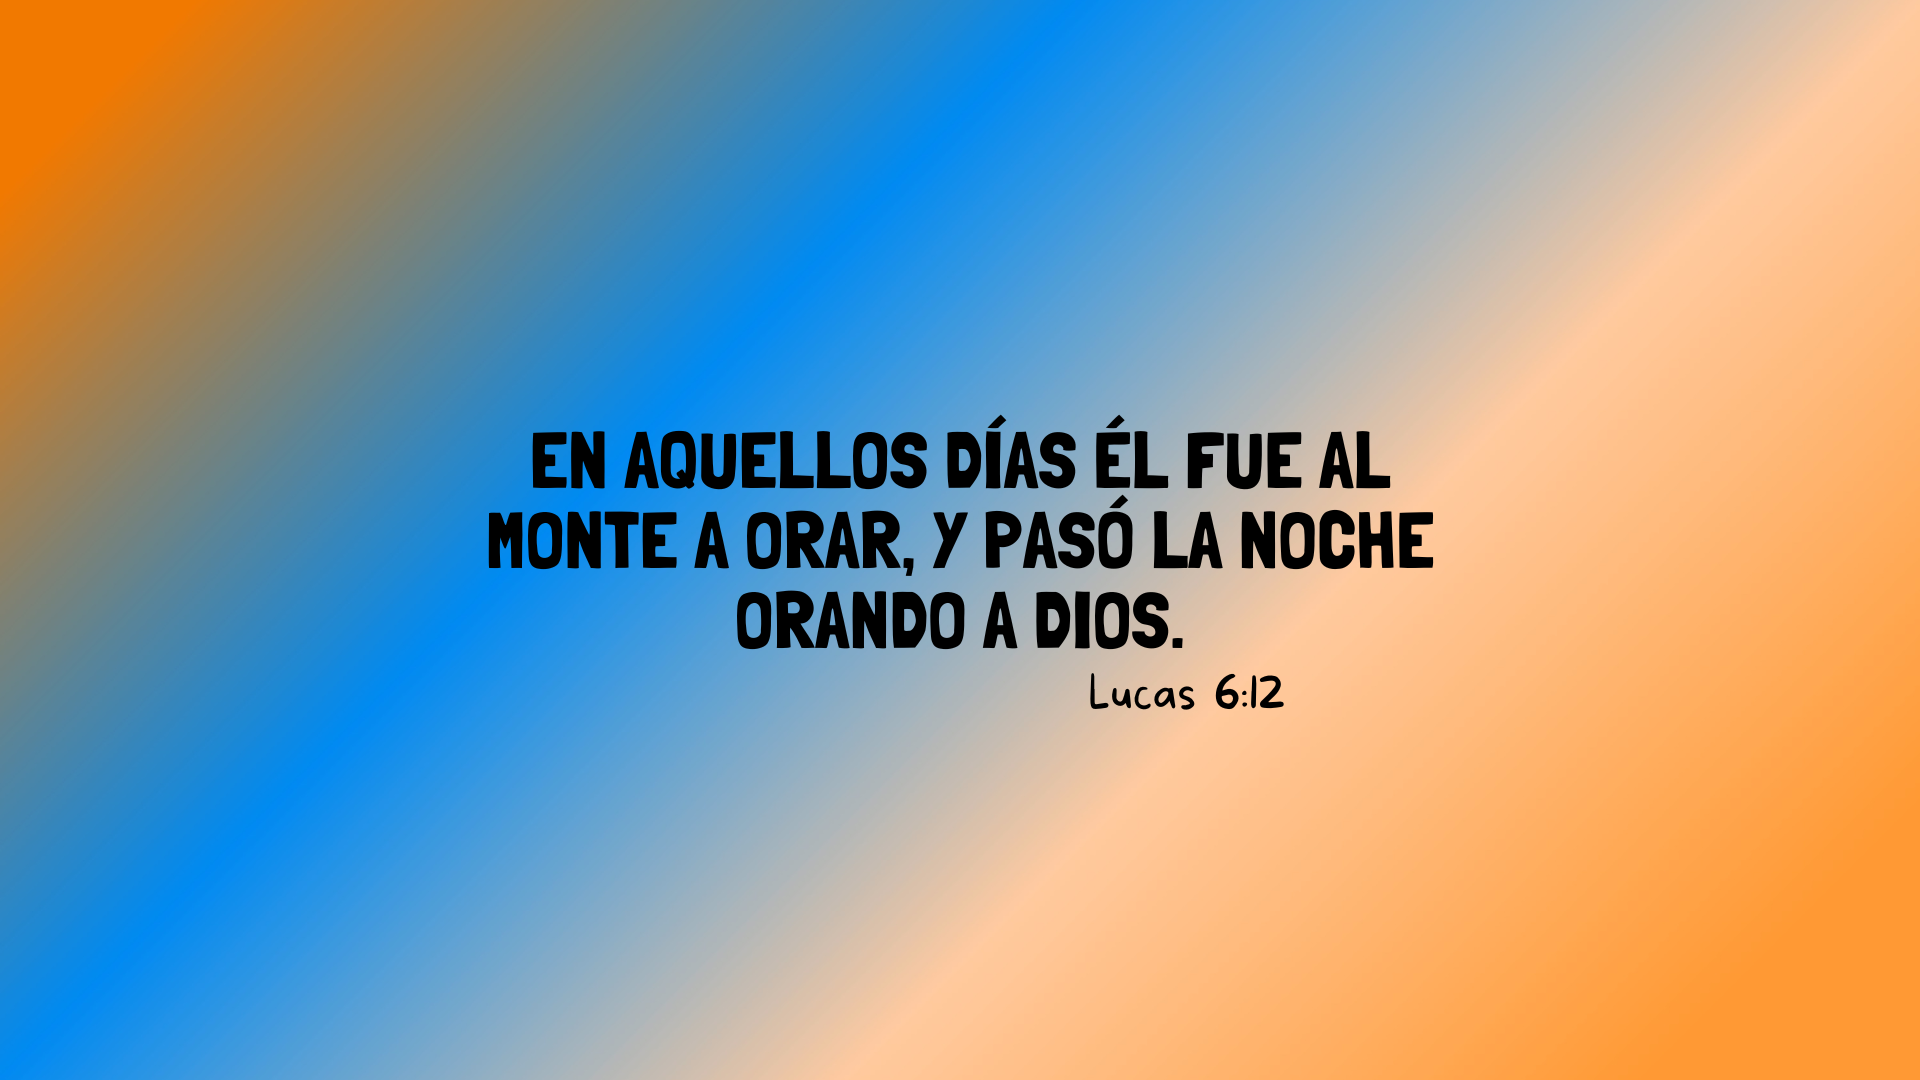 EN AQUELLOS DÍAS ÉL FUE AL
MONTE A ORAR, Y PASÓ LA NOCHE
ORANDO A DIOS.
Lucas 6:12